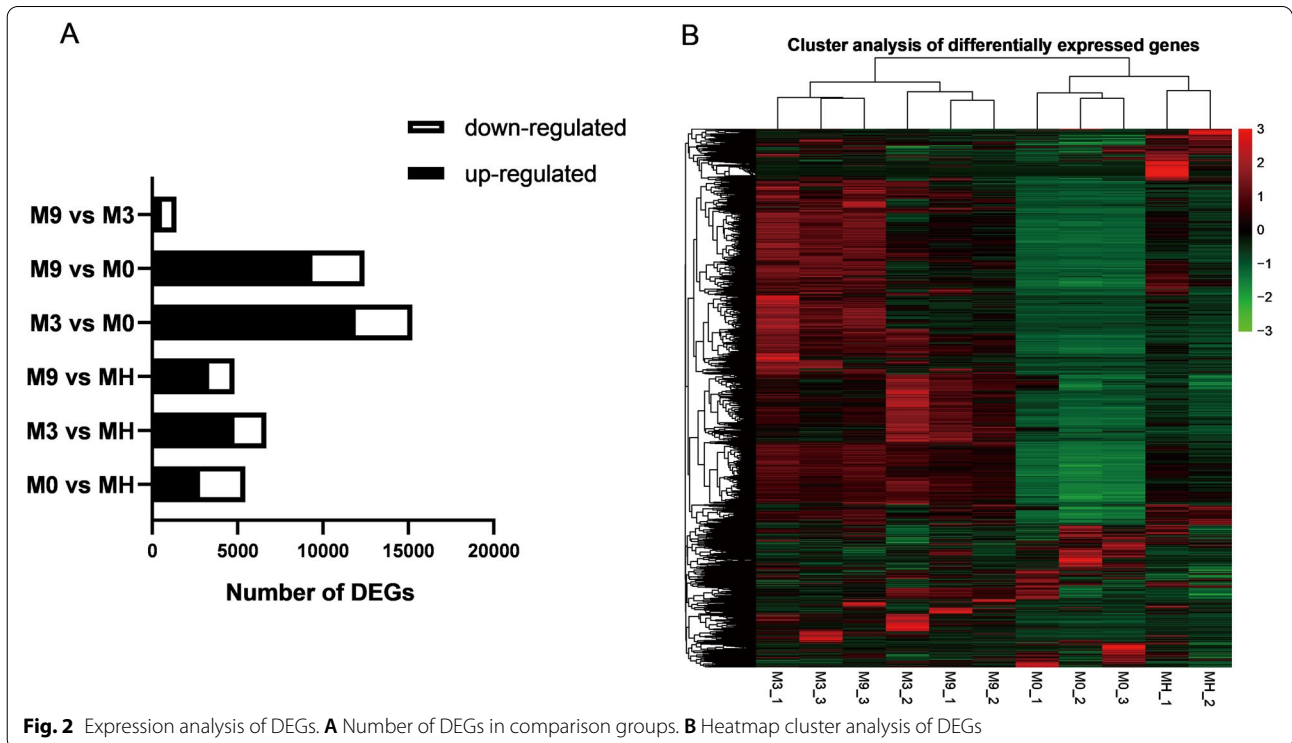 A
down-regulated
up-regulated
M9 vs M3
M9 vs M0
M3 vs M0
M9 vs MH
M3 vs MH
M0 vs MH
0 5000 10000 15000 20000
Number of DEGs
B
Cluster analysis of differentially expressed genes
3
2
1
0
−1
−2
−3
M3_1 M3_3 M9_3 M3_2 M9_1 M9_2 M0_1 M0_2 M0_3 MH_1 MH_2
Fig. 2 Expression analysis of DEGs. A Number of DEGs in comparison groups. B Heatmap cluster analysis of DEGs